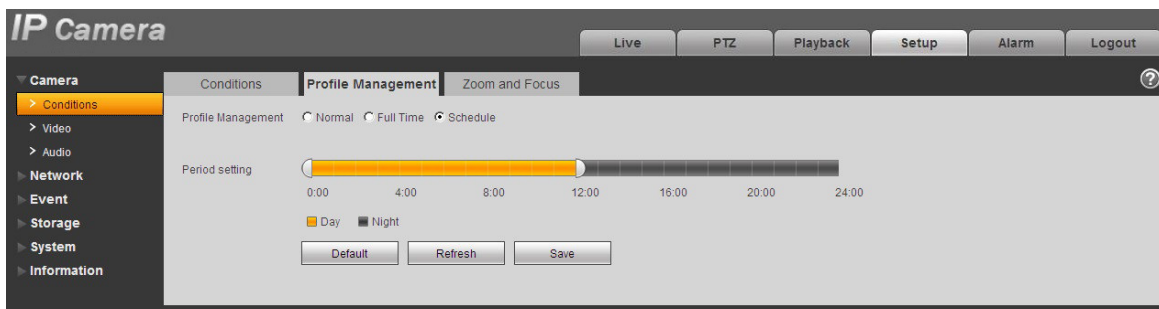 IP Camera
Live PTZ Playback Setup Alarm Logout
Camera
Conditions
Video
Audio
Network
Event
Storage
System
Information
Conditions Profile Management Zoom and Focus
?
Profile Management Normal Full Time Schedule
Period setting
0:00 4:00 8:00 12:00 16:00 20:00 24:00
Day Night
Default Refresh Save